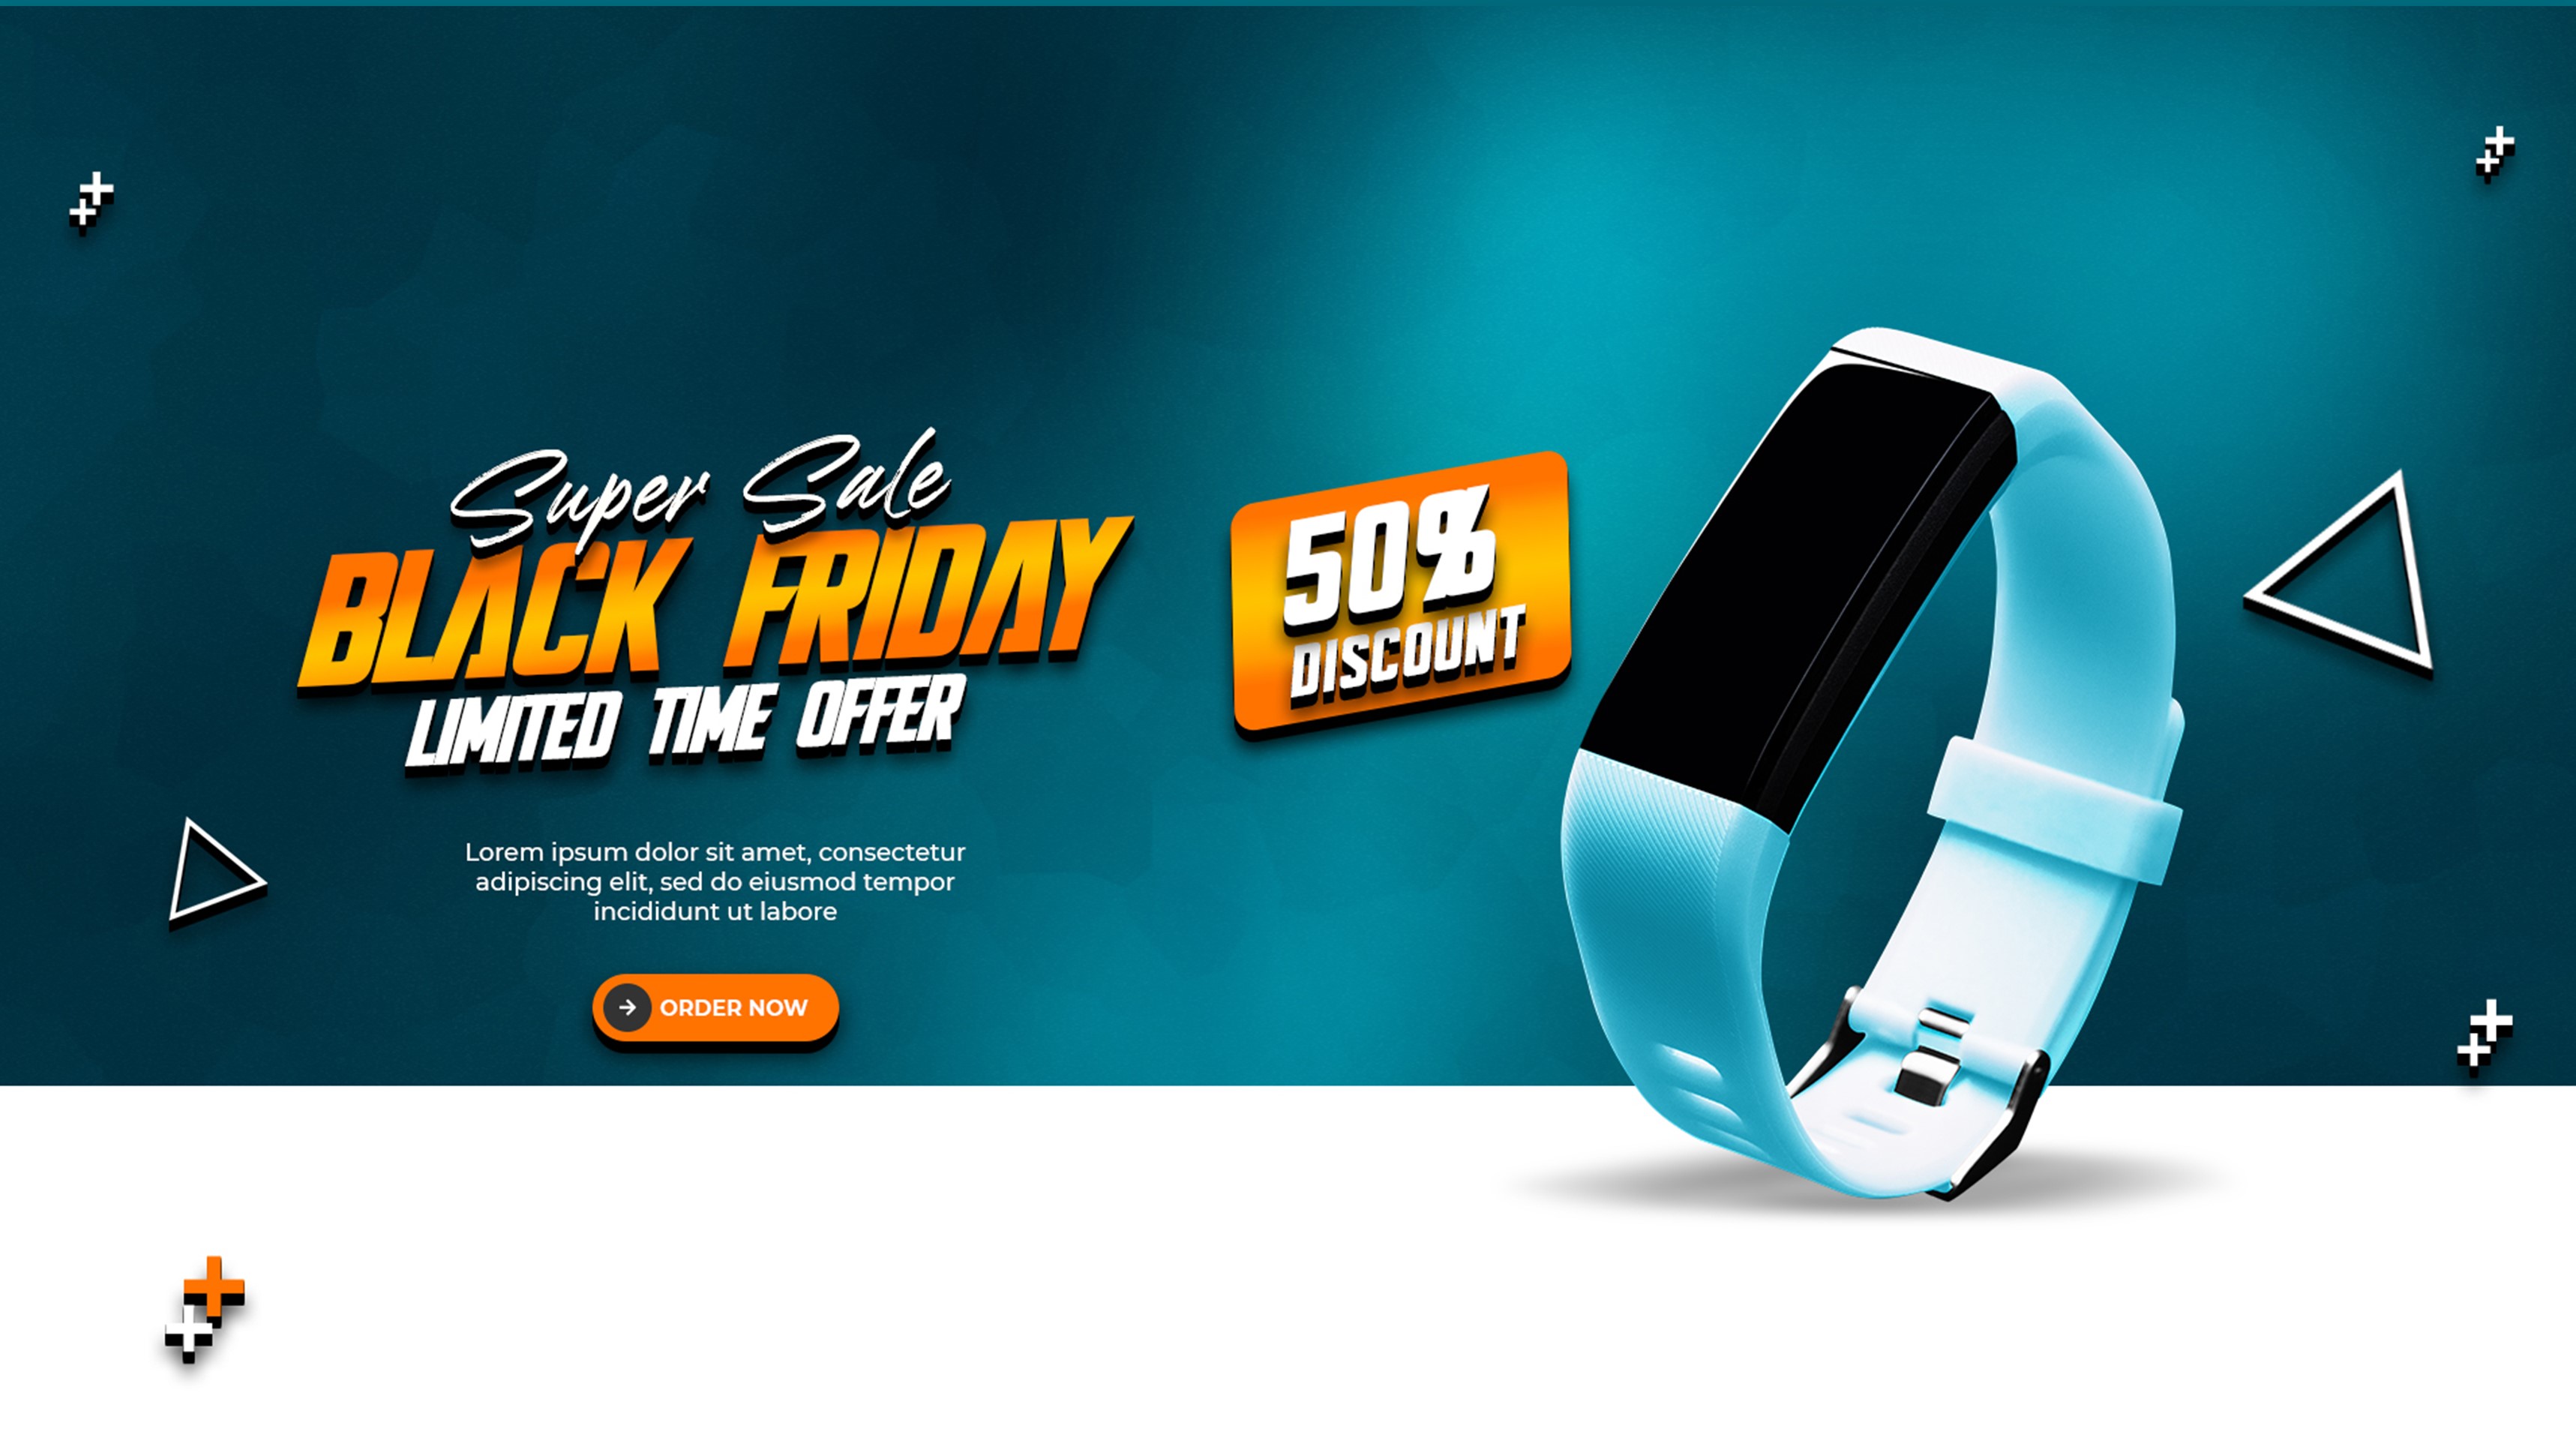 Super Sale
BLACK FRIDAY
LIMITED TIME OFFER
50%
DISCOUNT
Lorem ipsum dolor sit amet, consectetur
adipiscing elit, sed do eiusmod tempor
incididunt ut labore
ORDER NOW